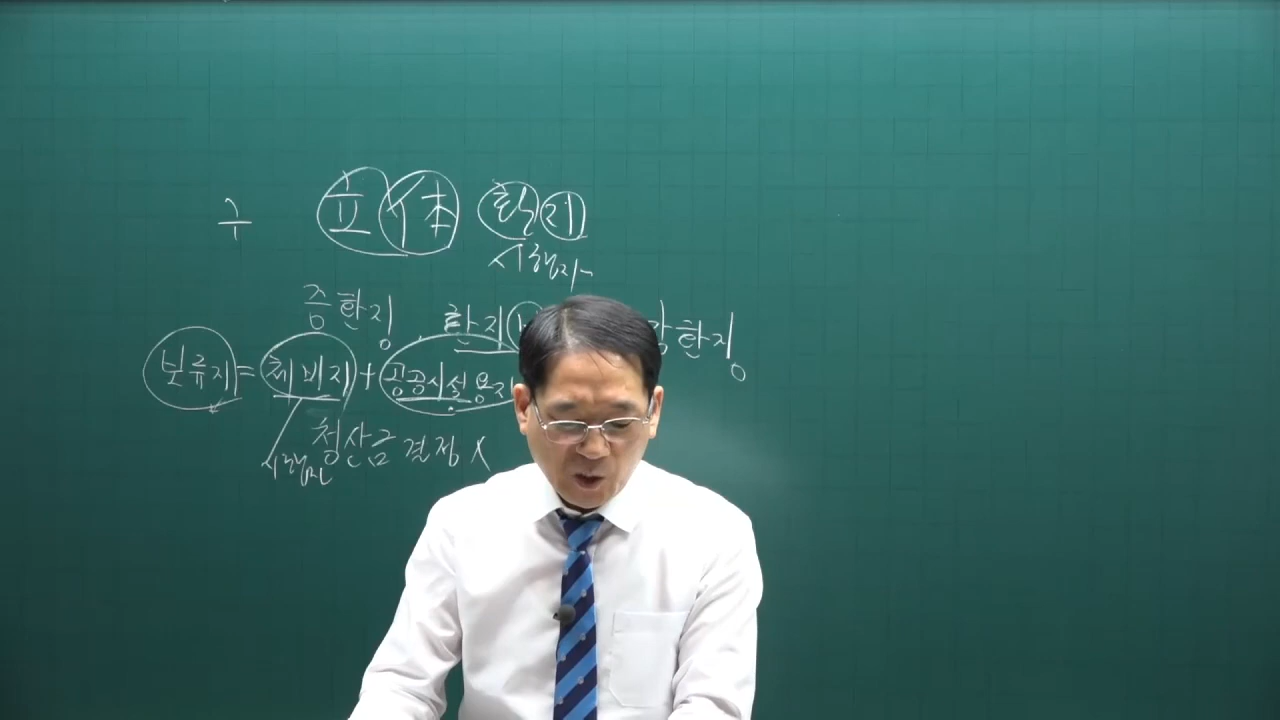 구 立体 환지
시행자
증환지, 환지 환지
보류지 = 체비지 + 공공시설용지
시행자 청산금 결정 X